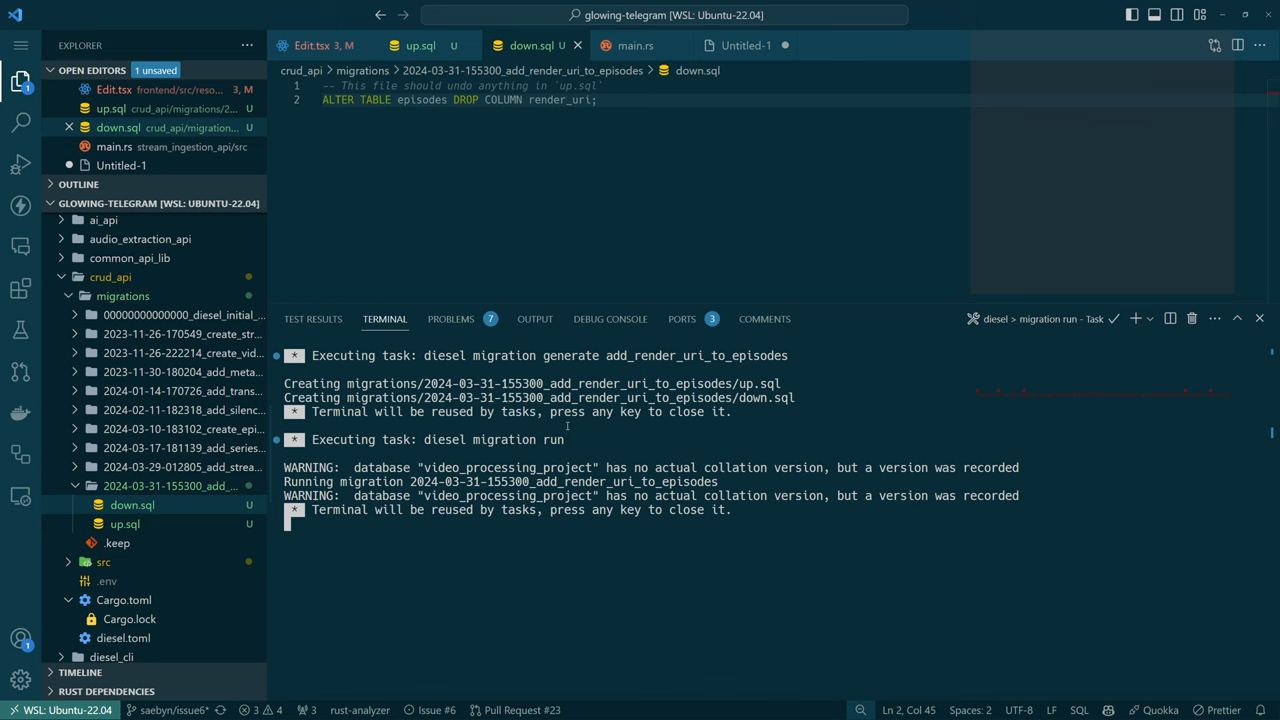 glowing-telegram [WSL: Ubuntu-22.04]
EXPLORER
Edit.tsx 3, M
up.sql U
down.sql U
main.rs
Untitled-1
OPEN EDITORS 1 unsaved
crud_api migrations 2024-03-31-155300_add_render_uri_to_episodes down.sql
Edit.tsx frontend/src/reso... 3, M
up.sql crud_api/migrations/2... U
down.sql crud_api/migration... U
main.rs stream_ingestion_api/src
Untitled-1
1 -- This file should undo anything in `up.sql`
2 ALTER TABLE episodes DROP COLUMN render_uri;
OUTLINE
GLOWING-TELEGRAM [WSL: UBUNTU-22.04]
ai_api
audio_extraction_api
common_api_lib
crud_api
migrations
00000000000000_diesel_initial_...
2023-11-26-170549_create_str...
2023-11-26-222214_create_vid...
2023-11-30-180204_add_meta...
2024-01-14-170726_add_trans...
2024-02-11-182318_add_silenc...
2024-03-10-183102_create_epi...
2024-03-17-181139_add_series...
2024-03-29-012805_add_strea...
2024-03-31-155300_add_...
down.sql U
up.sql U
.keep
src
.env
Cargo.toml
Cargo.lock
diesel.toml
diesel_cli
TIMELINE
RUST DEPENDENCIES
TEST RESULTS TERMINAL PROBLEMS 7 OUTPUT DEBUG CONSOLE PORTS 3 COMMENTS
diesel > migration run - Task
* Executing task: diesel migration generate add_render_uri_to_episodes
Creating migrations/2024-03-31-155300_add_render_uri_to_episodes/up.sql
Creating migrations/2024-03-31-155300_add_render_uri_to_episodes/down.sql
* Terminal will be reused by tasks, press any key to close it.
* Executing task: diesel migration run
WARNING: database "video_processing_project" has no actual collation version, but a version was recorded
Running migration 2024-03-31-155300_add_render_uri_to_episodes
WARNING: database "video_processing_project" has no actual collation version, but a version was recorded
* Terminal will be reused by tasks, press any key to close it.
1
1
WSL: Ubuntu-22.04 saebyn/issue6* 3 4 3 rust-analyzer Issue #6 Pull Request #23
Ln 2, Col 45 Spaces: 2 UTF-8 LF SQL Quokka Prettier